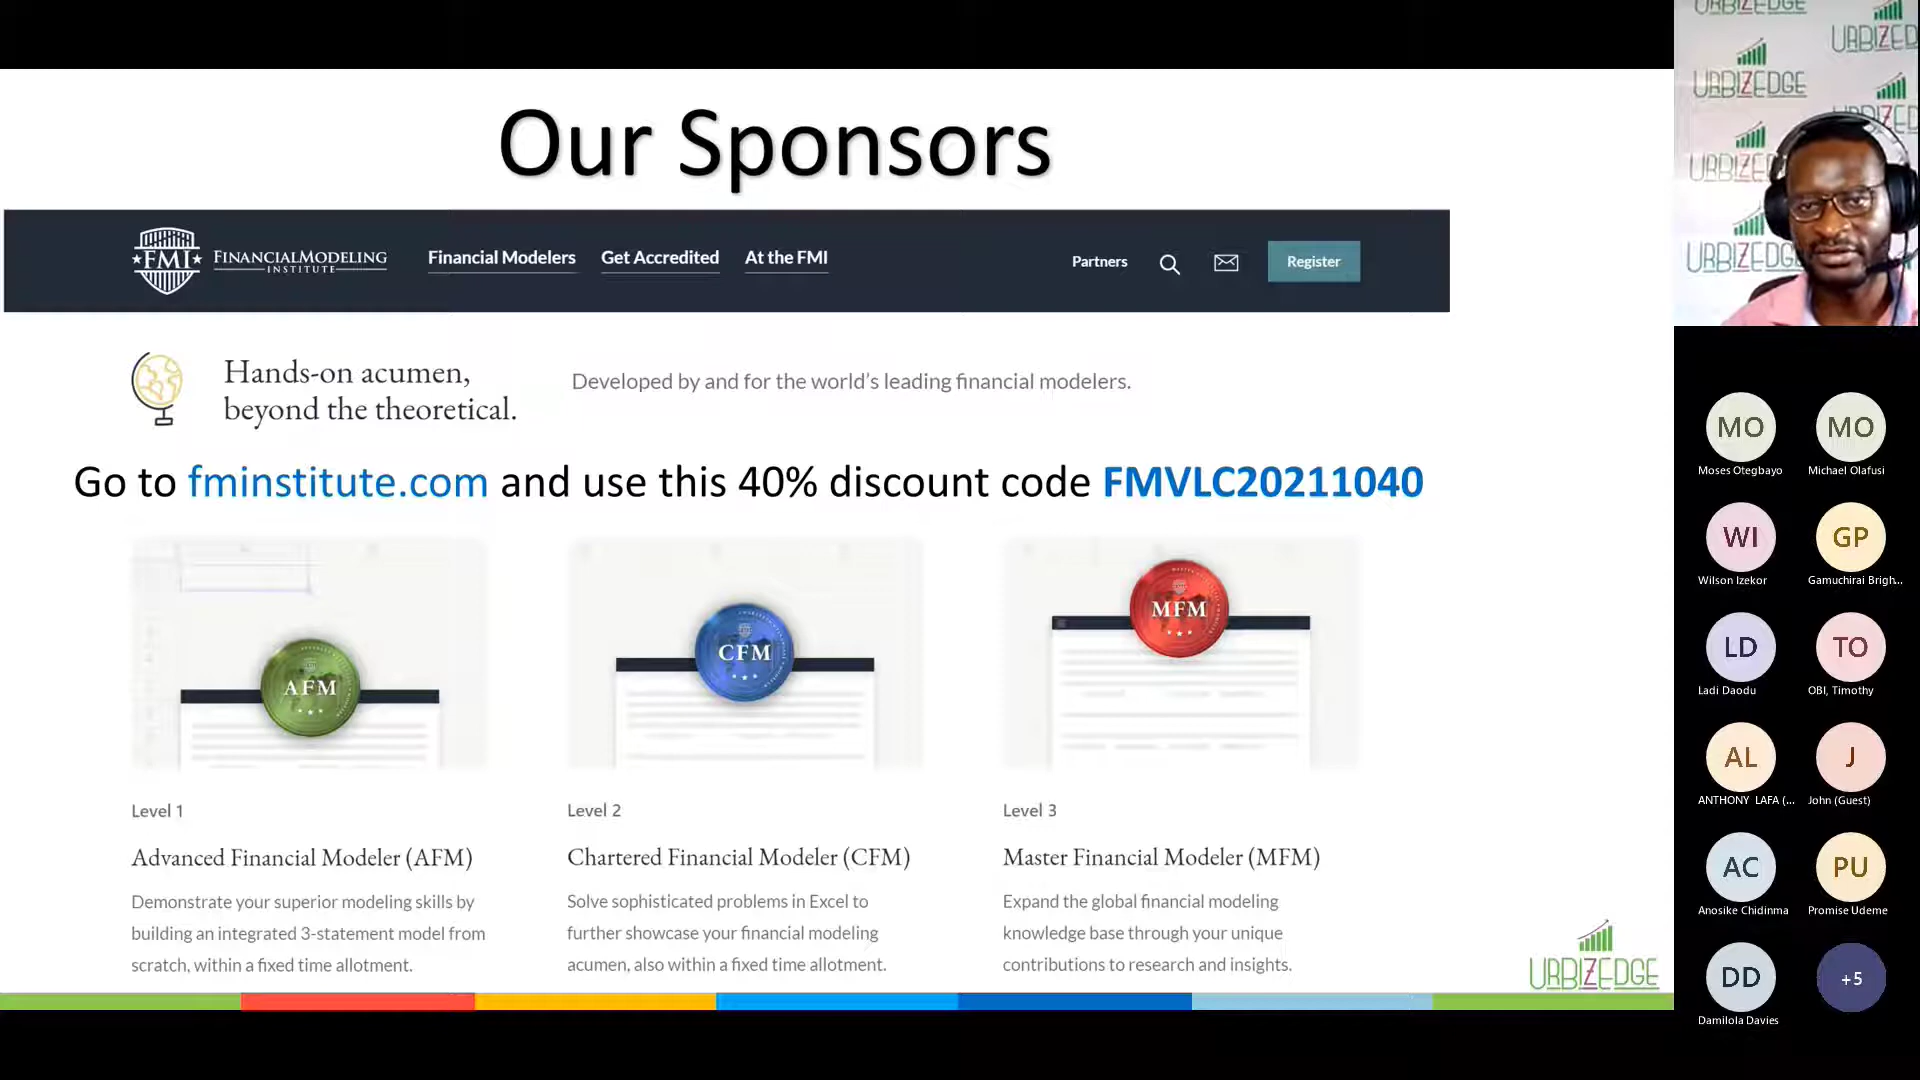 Our Sponsors
FMI
FINANCIALMODELING
INSTITUTE
Financial Modelers
Get Accredited
At the FMI
Partners
Register
Hands-on acumen,
beyond the theoretical.
Developed by and for the world's leading financial modelers.
Go to fminstitute.com and use this 40% discount code FMVLC20211040
AFM
CFM
MFM
Level 1
Advanced Financial Modeler (AFM)
Demonstrate your superior modeling skills by
building an integrated 3-statement model from
scratch, within a fixed time allotment.
Level 2
Chartered Financial Modeler (CFM)
Solve sophisticated problems in Excel to
further showcase your financial modeling
acumen, also within a fixed time allotment.
Level 3
Master Financial Modeler (MFM)
Expand the global financial modeling
knowledge base through your unique
contributions to research and insights.
URBIZEDGE
URBIZEDGE
URBIZED
URBIZEDGE
URBIZEDGE
MO
Moses Otegbayo
MO
Michael Olafusi
WI
Wilson Izekor
GP
Gamuchirai Brigh...
LD
Ladi Daodu
TO
OBI, Timothy
AL
ANTHONY LAFA (...
J
John (Guest)
AC
Anosike Chidinma
PU
Promise Udeme
DD
Damilola Davies
+5